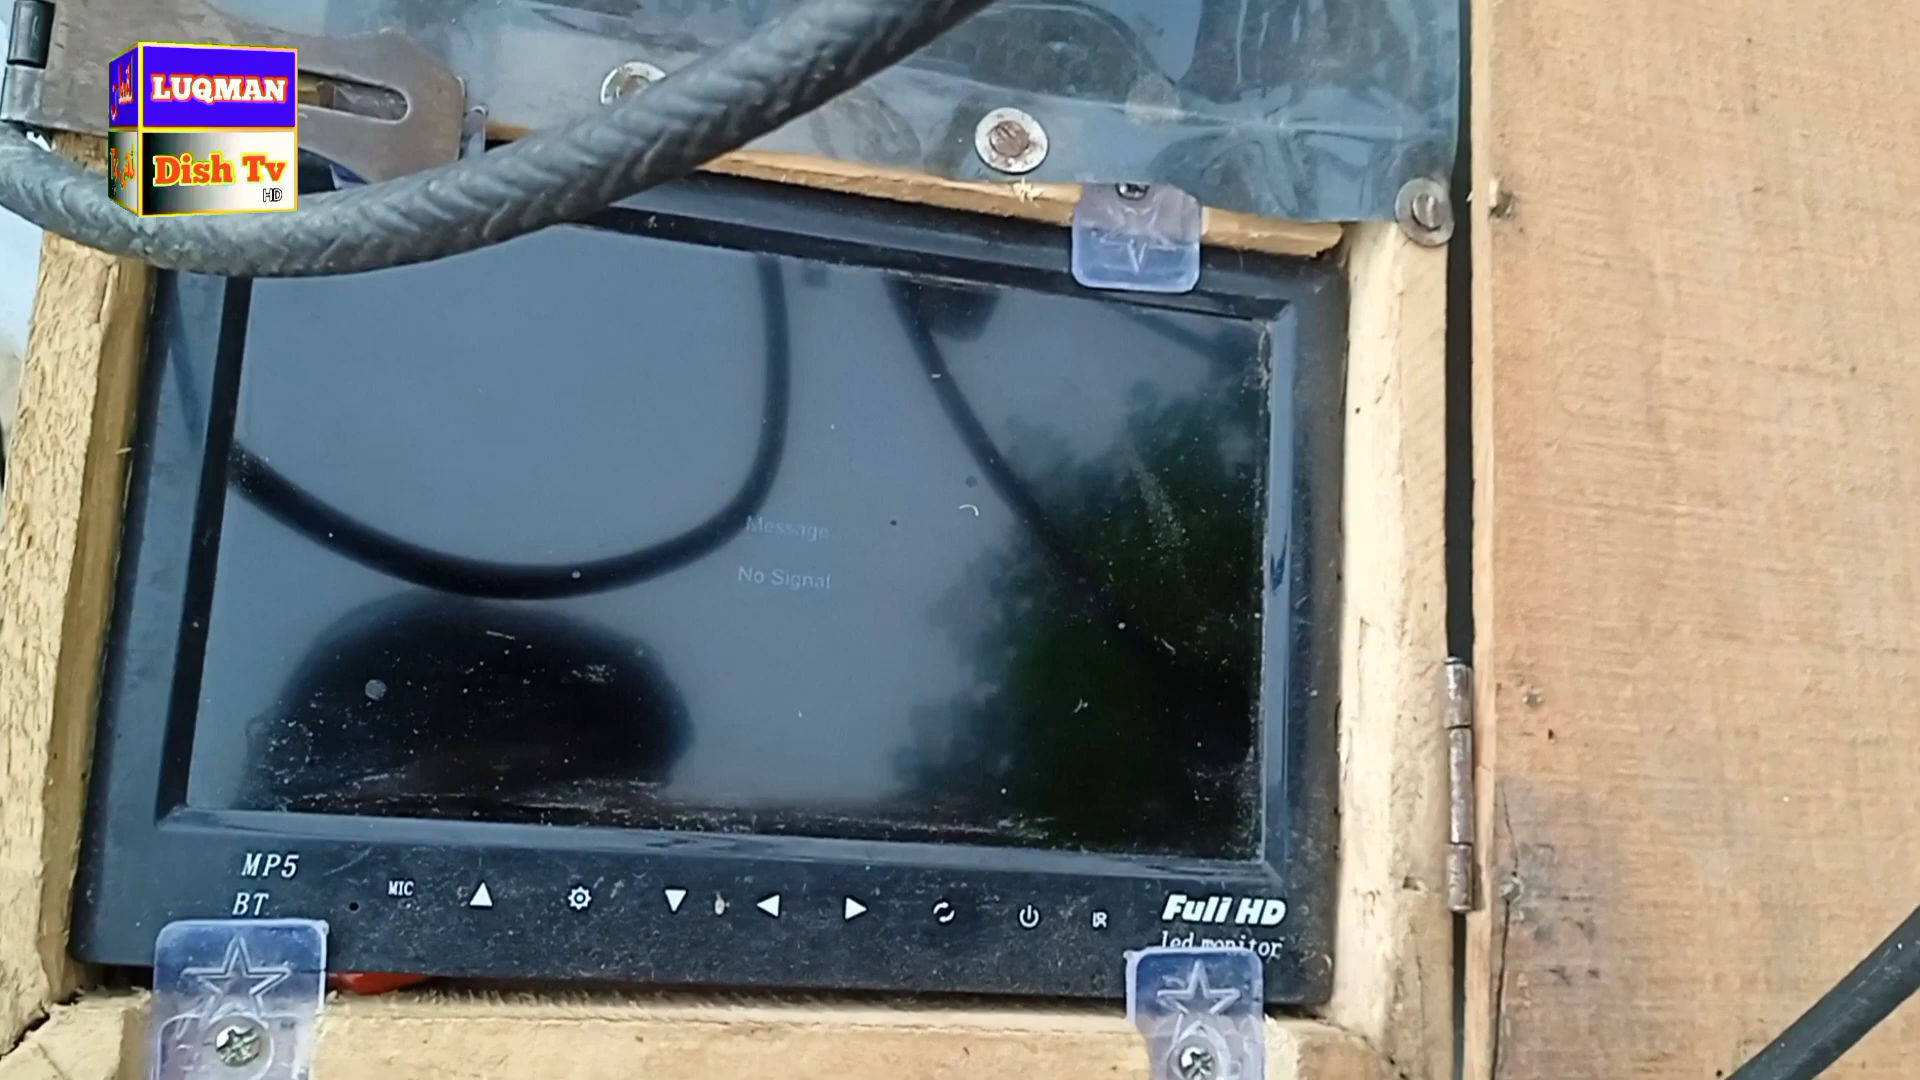 LUQMAN
Dish Tv
HD
Message
No Signal
MP5
BT
MIC
IR
Full HD
led monitor